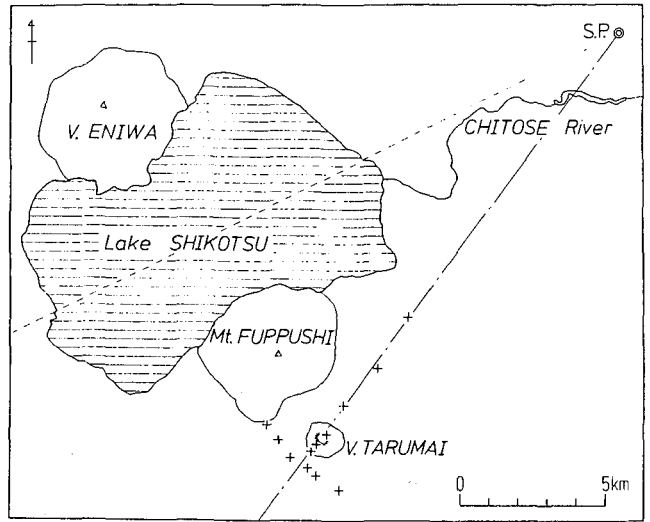 S.P.
V. ENIWA
CHITOSE River
Lake SHIKOTSU
Mt. FUPPUSHI
V. TARUMAI
0 5km